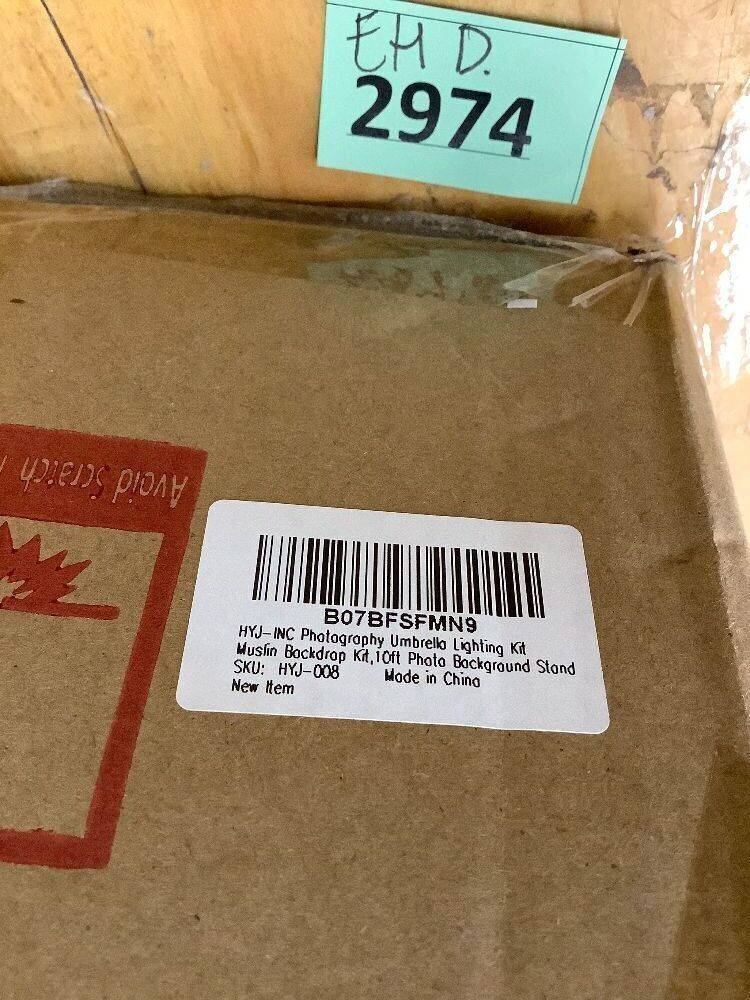 EH D.
2974
Avoid Scratch
B07BFSFMN9
HYJ-INC Photography Umbrella Lighting Kit
Muslin Backdrop Kit,10ft Photo Background Stand
SKU: HYJ-008 Made in China
New Item